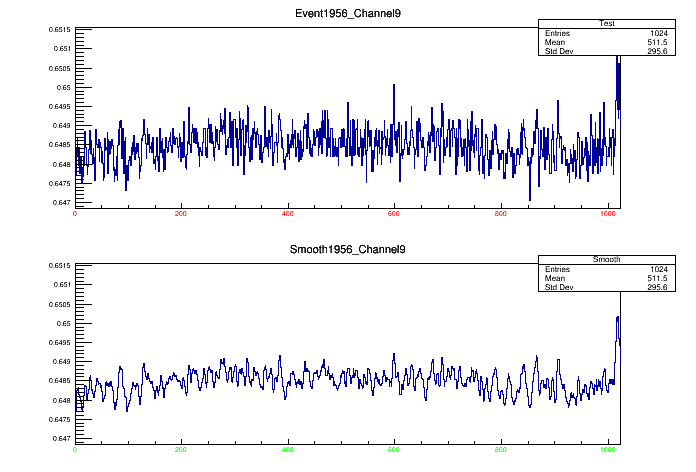 Event1956_Channel9
Test
Entries 1024
Mean 511.5
Std Dev 295.6
0.6515
0.651
0.6505
0.65
0.6495
0.649
0.6485
0.648
0.6475
0.647
0 200 400 600 800 1000
Smooth1956_Channel9
Smooth
Entries 1024
Mean 511.5
Std Dev 295.6
0.6515
0.651
0.6505
0.65
0.6495
0.649
0.6485
0.648
0.6475
0.647
0 200 400 600 800 1000